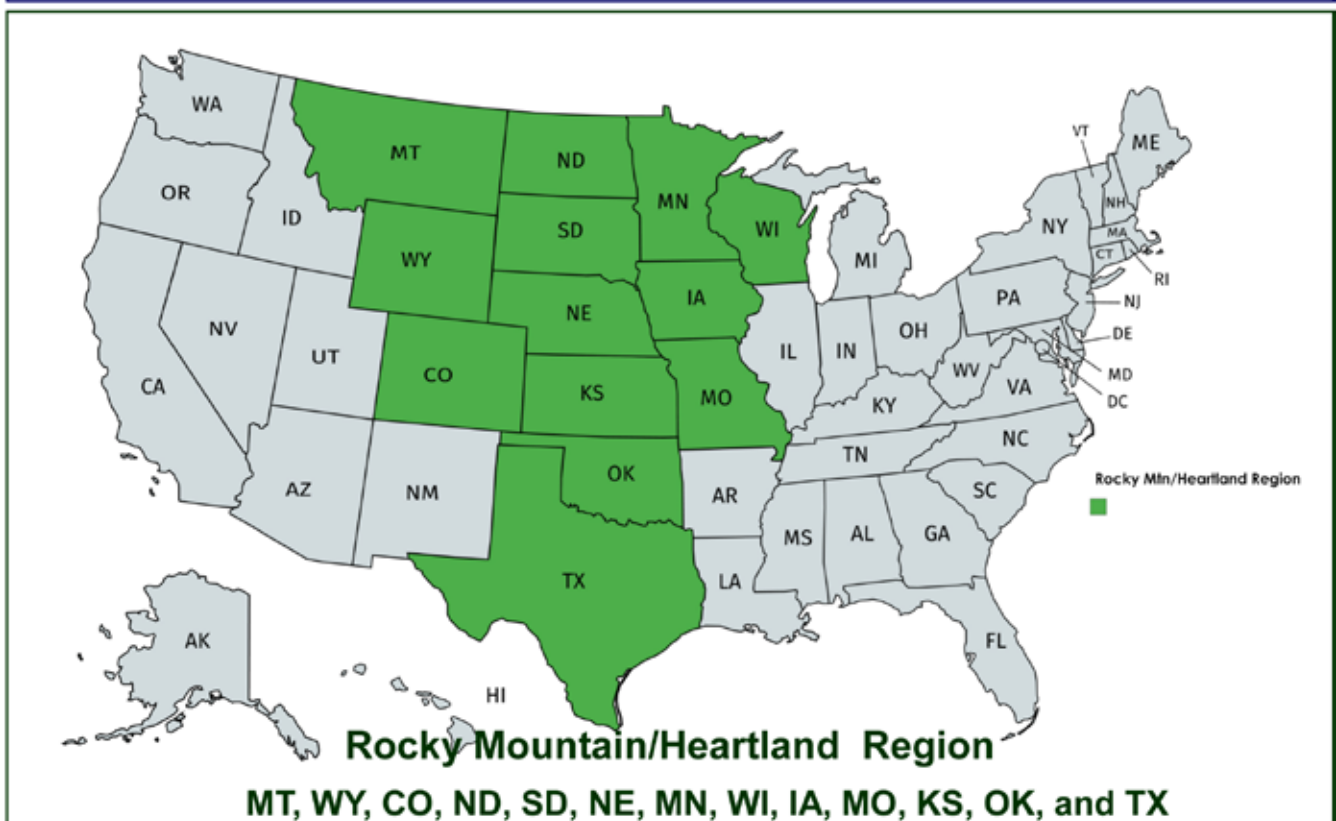 WA
MT
ND
MN
VT
ME
OR
ID
SD
WI
NY
NH
MA
WY
MI
CT
RI
IA
PA
NJ
NE
NV
OH
DE
UT
IL
IN
CO
WV
MD
CA
KS
MO
VA
DC
KY
NC
TN
OK
AZ
NM
AR
SC
Rocky Mtn/Heartland Region
MS
AL
GA
TX
LA
AK
FL
HI
Rocky Mountain/Heartland Region
MT, WY, CO, ND, SD, NE, MN, WI, IA, MO, KS, OK, and TX